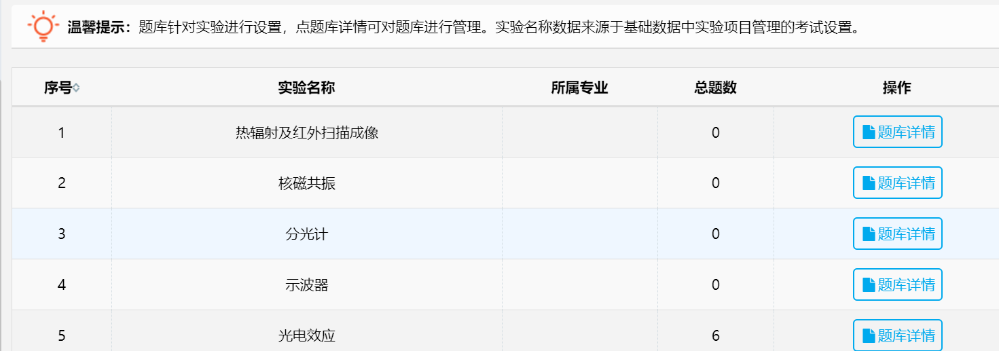 温馨提示：题库针对实验进行设置，点题库详情可对题库进行管理。实验名称数据来源于基础数据中实验项目管理的考试设置。
序号 实验名称 所属专业 总题数 操作
1 热辐射及红外扫描成像 0 题库详情
2 核磁共振 0 题库详情
3 分光计 0 题库详情
4 示波器 0 题库详情
5 光电效应 6 题库详情